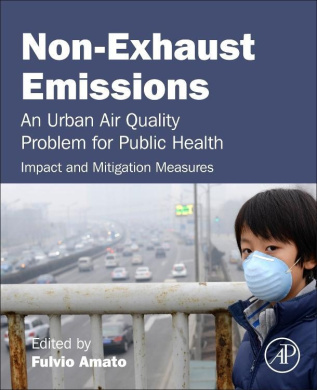 Non-Exhaust
Emissions
An Urban Air Quality
Problem for Public Health
Impact and Mitigation Measures
Edited by
Fulvio Amato
AP